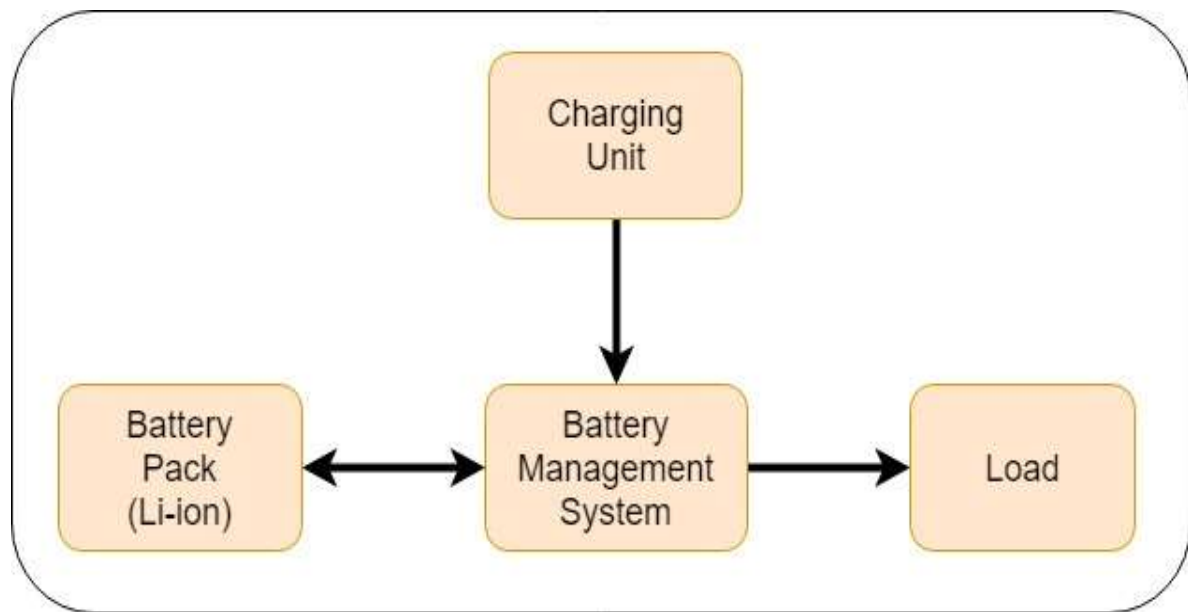 Charging
Unit
Battery
Pack
(Li-ion)
Battery
Management
System
Load